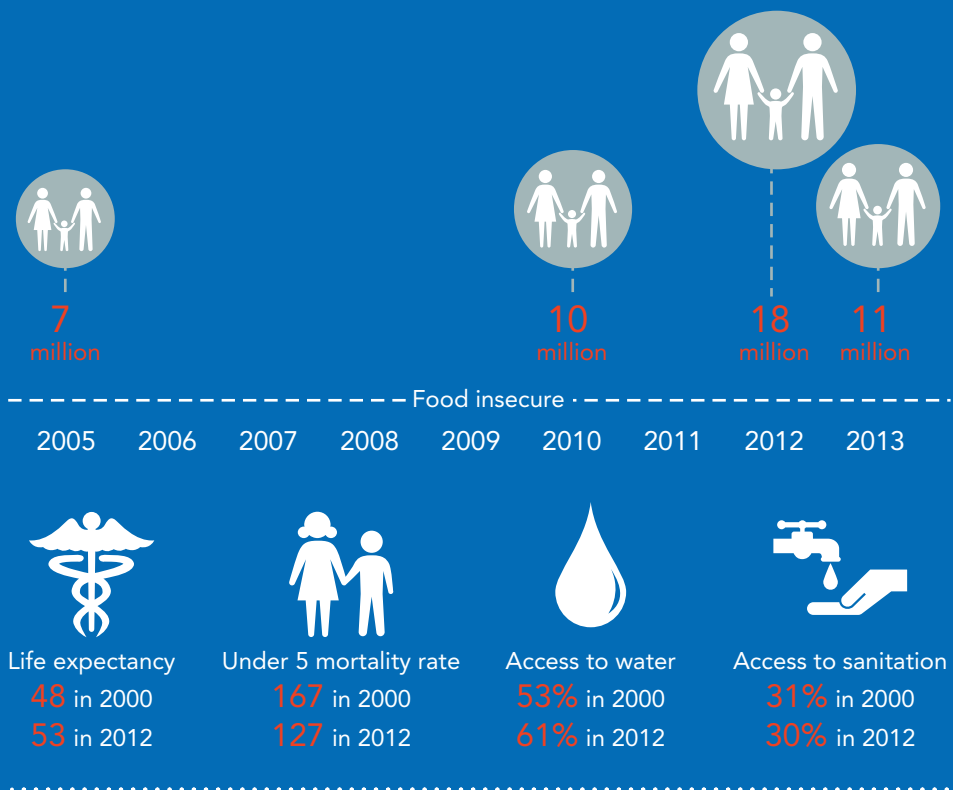 7 10 18 11
million million million million
Food insecure
2005 2006 2007 2008 2009 2010 2011 2012 2013
Life expectancy
48 in 2000
53 in 2012
Under 5 mortality rate
167 in 2000
127 in 2012
Access to water
53% in 2000
61% in 2012
Access to sanitation
31% in 2000
30% in 2012